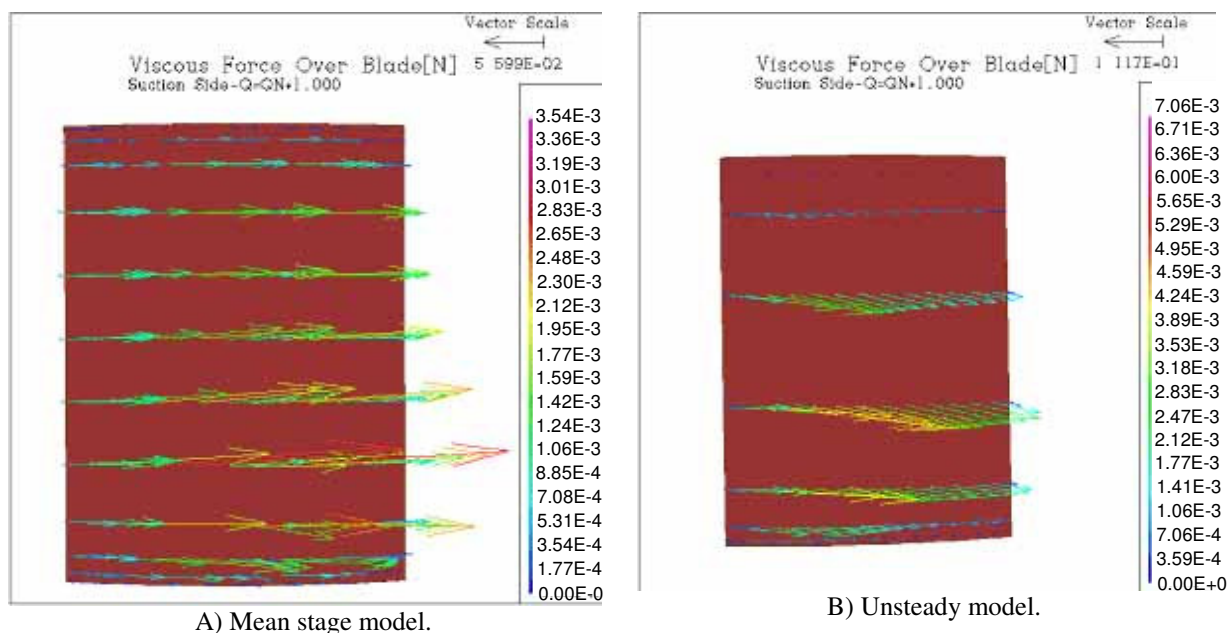 Vector Scale
Viscous Force Over Blade[N] 5 599E-02
Suction Side-Q=QN+1.000
3.54E-3
3.36E-3
3.19E-3
3.01E-3
2.83E-3
2.65E-3
2.48E-3
2.30E-3
2.12E-3
1.95E-3
1.77E-3
1.59E-3
1.42E-3
1.24E-3
1.06E-3
8.85E-4
7.08E-4
5.31E-4
3.54E-4
1.77E-4
0.00E-0
A) Mean stage model.
Vector Scale
Viscous Force Over Blade[N] 1 117E-01
Suction Side-Q=QN+1.000
7.06E-3
6.71E-3
6.36E-3
6.00E-3
5.65E-3
5.29E-3
4.95E-3
4.59E-3
4.24E-3
3.89E-3
3.53E-3
3.18E-3
2.83E-3
2.47E-3
2.12E-3
1.77E-3
1.41E-3
1.06E-3
7.06E-4
3.59E-4
0.00E+0
B) Unsteady model.